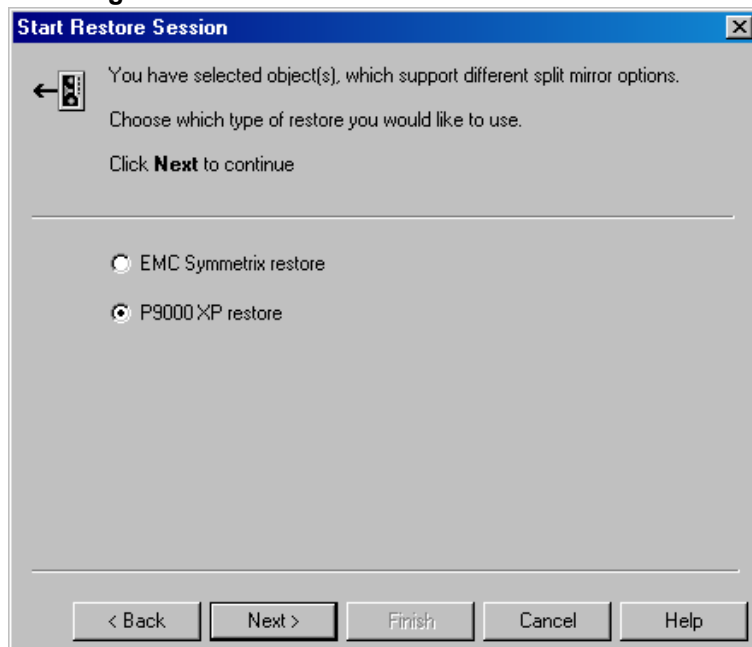 Start Restore Session
You have selected object(s), which support different split mirror options.
Choose which type of restore you would like to use.
Click Next to continue
EMC Symmetrix restore
P9000 XP restore
< Back Next > Finish Cancel Help